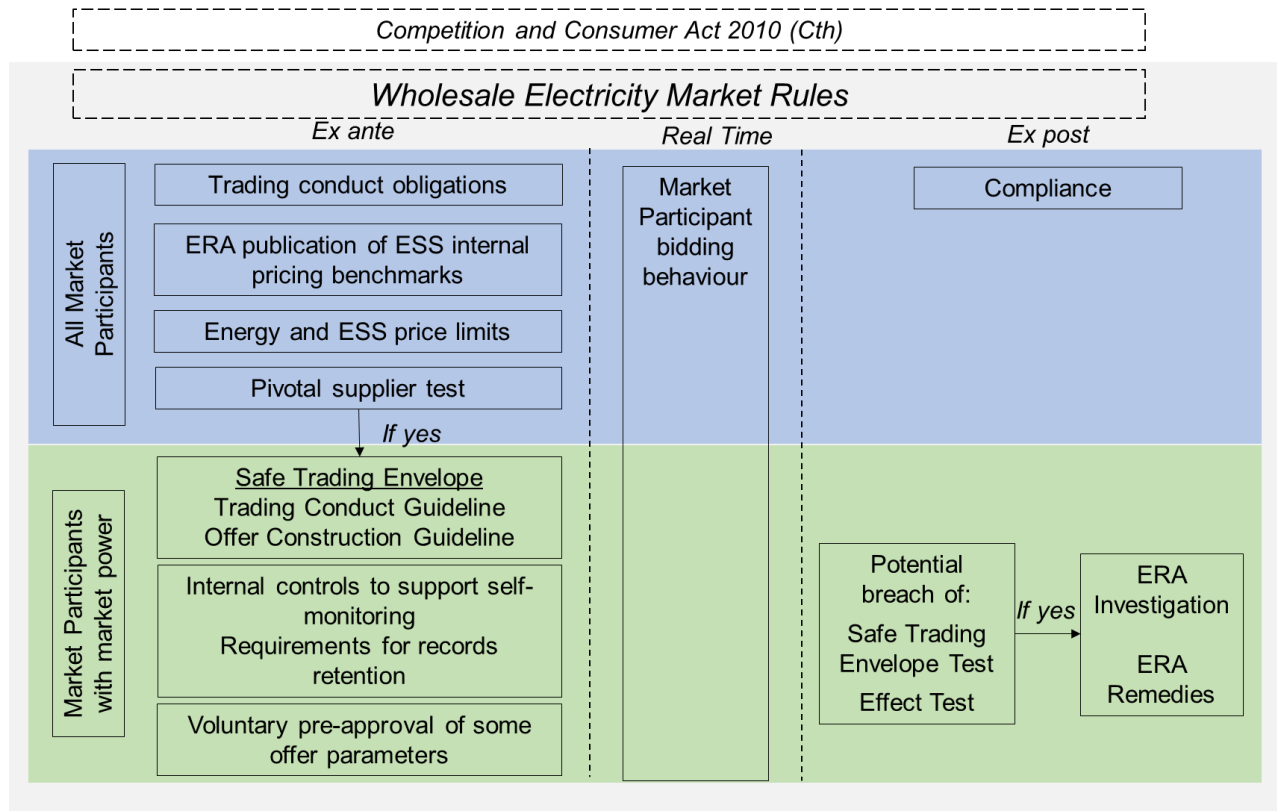 Competition and Consumer Act 2010 (Cth)
Wholesale Electricity Market Rules
Ex ante
Real Time
Ex post
All Market
Participants
Trading conduct obligations
ERA publication of ESS internal
pricing benchmarks
Energy and ESS price limits
Pivotal supplier test
If yes
Market
Participant
bidding
behaviour
Compliance
Market Participants
with market power
Safe Trading Envelope
Trading Conduct Guideline
Offer Construction Guideline
Internal controls to support self-
monitoring
Requirements for records
retention
Voluntary pre-approval of some
offer parameters
Potential
breach of:
Safe Trading
Envelope Test
Effect Test
If yes
ERA
Investigation
ERA
Remedies